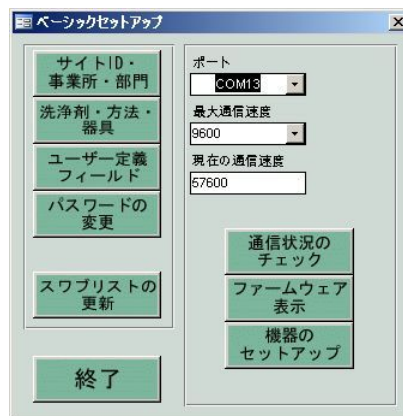 ベーシックセットアップ
サイトID・
事業所・部門
洗浄剤・方法・
器具
ユーザー定義
フィールド
パスワードの
変更
スワブリストの
更新
終了
ポート
COM13
最大通信速度
9600
現在の通信速度
57600
通信状況の
チェック
ファームウェア
表示
機器の
セットアップ